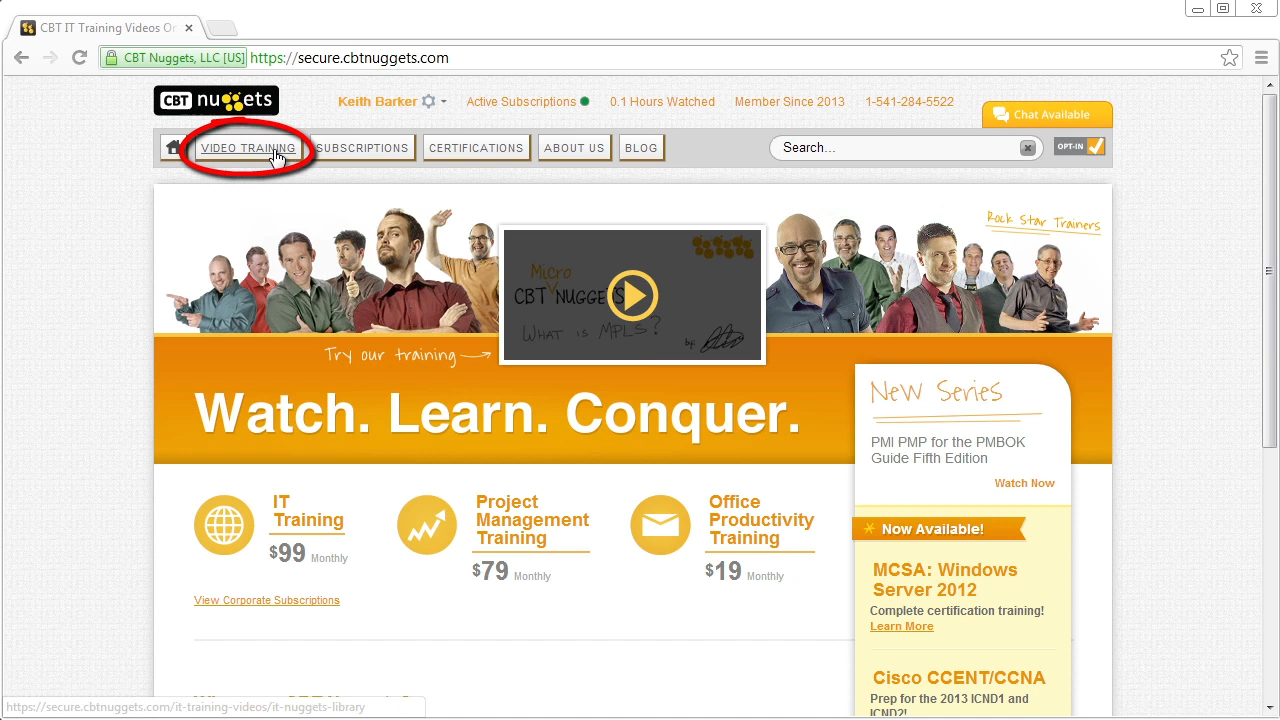 CBT IT Training Videos On
CBT Nuggets, LLC [US] https://secure.cbtnuggets.com
CBT nuggets
Keith Barker Active Subscriptions 0.1 Hours Watched Member Since 2013 1-541-284-5522
Chat Available
VIDEO TRAINING SUBSCRIPTIONS CERTIFICATIONS ABOUT US BLOG
Search...
OPT-IN
Rock Star Trainers
Micro
CBT NUGGETS
WHAT IS MPLS?
by:
Try our training
Watch. Learn. Conquer.
New Series
PMI PMP for the PMBOK
Guide Fifth Edition
Watch Now
IT
Training
$99 Monthly
Project
Management
Training
$79 Monthly
Office
Productivity
Training
$19 Monthly
View Corporate Subscriptions
Now Available!
MCSA: Windows
Server 2012
Complete certification training!
Learn More
Cisco CCENT/CCNA
Prep for the 2013 ICND1 and
ICND2!
https://secure.cbtnuggets.com/it-training-videos/it-nuggets-library